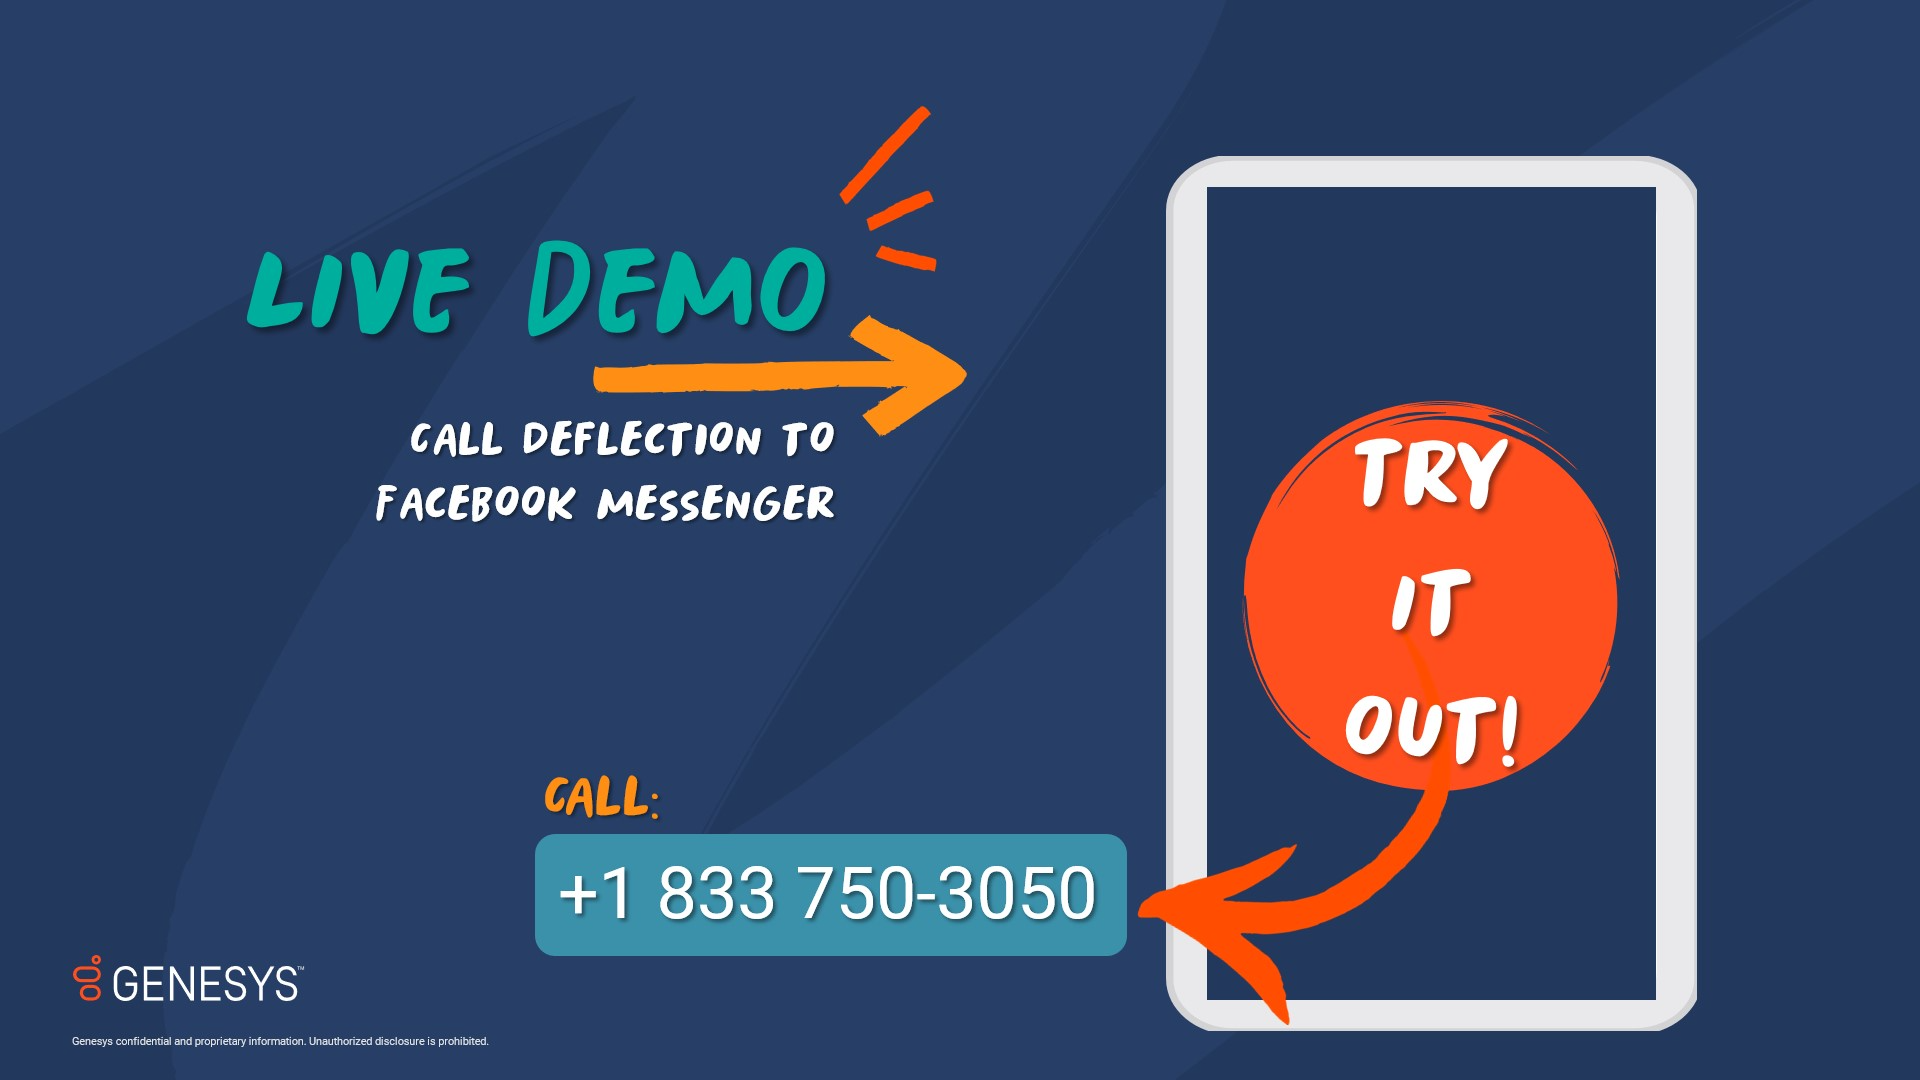 LIVE DEMO
CALL DEFLECTION TO
FACEBOOK MESSENGER
TRY
IT
OUT!
CALL:
+1 833 750-3050
GENESYS™
Genesys confidential and proprietary information. Unauthorized disclosure is prohibited.